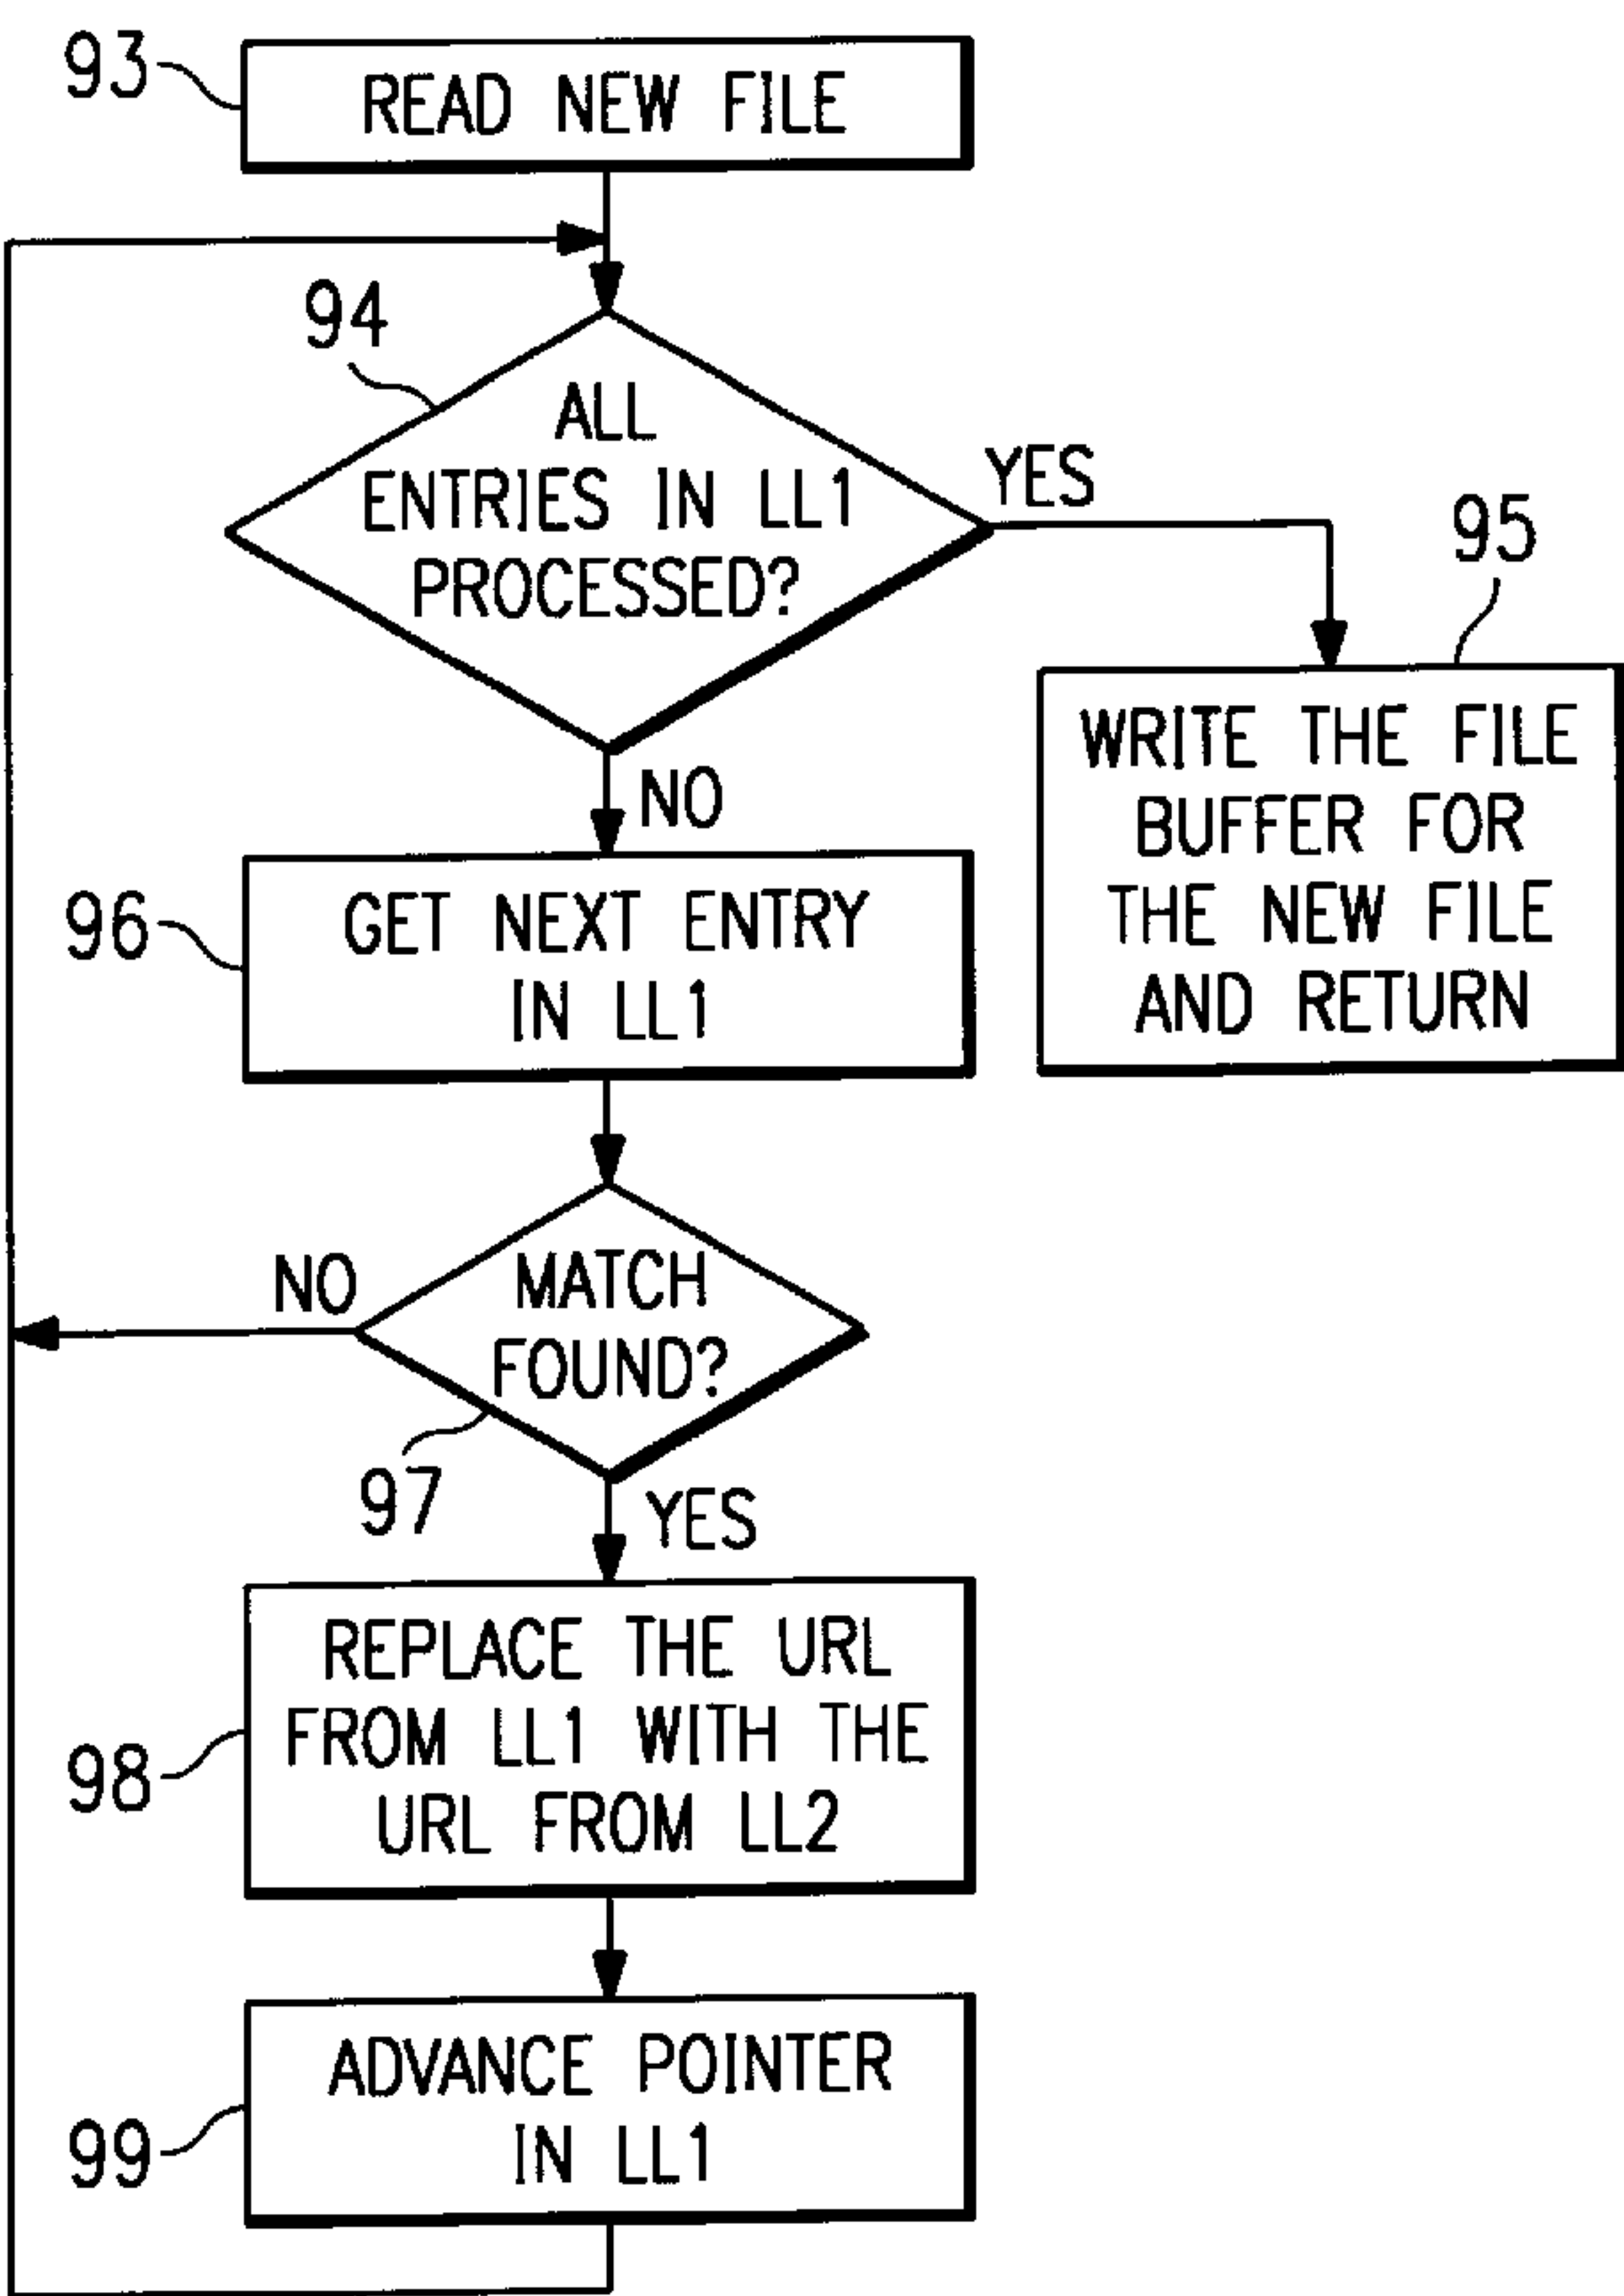 93
READ NEW FILE
94
ALL
ENTRIES IN LL1
PROCESSED?
YES
95
WRITE THE FILE
BUFFER FOR
THE NEW FILE
AND RETURN
NO
96
GET NEXT ENTRY
IN LL1
NO
MATCH
FOUND?
97
YES
98
REPLACE THE URL
FROM LL1 WITH THE
URL FROM LL2
99
ADVANCE POINTER
IN LL1